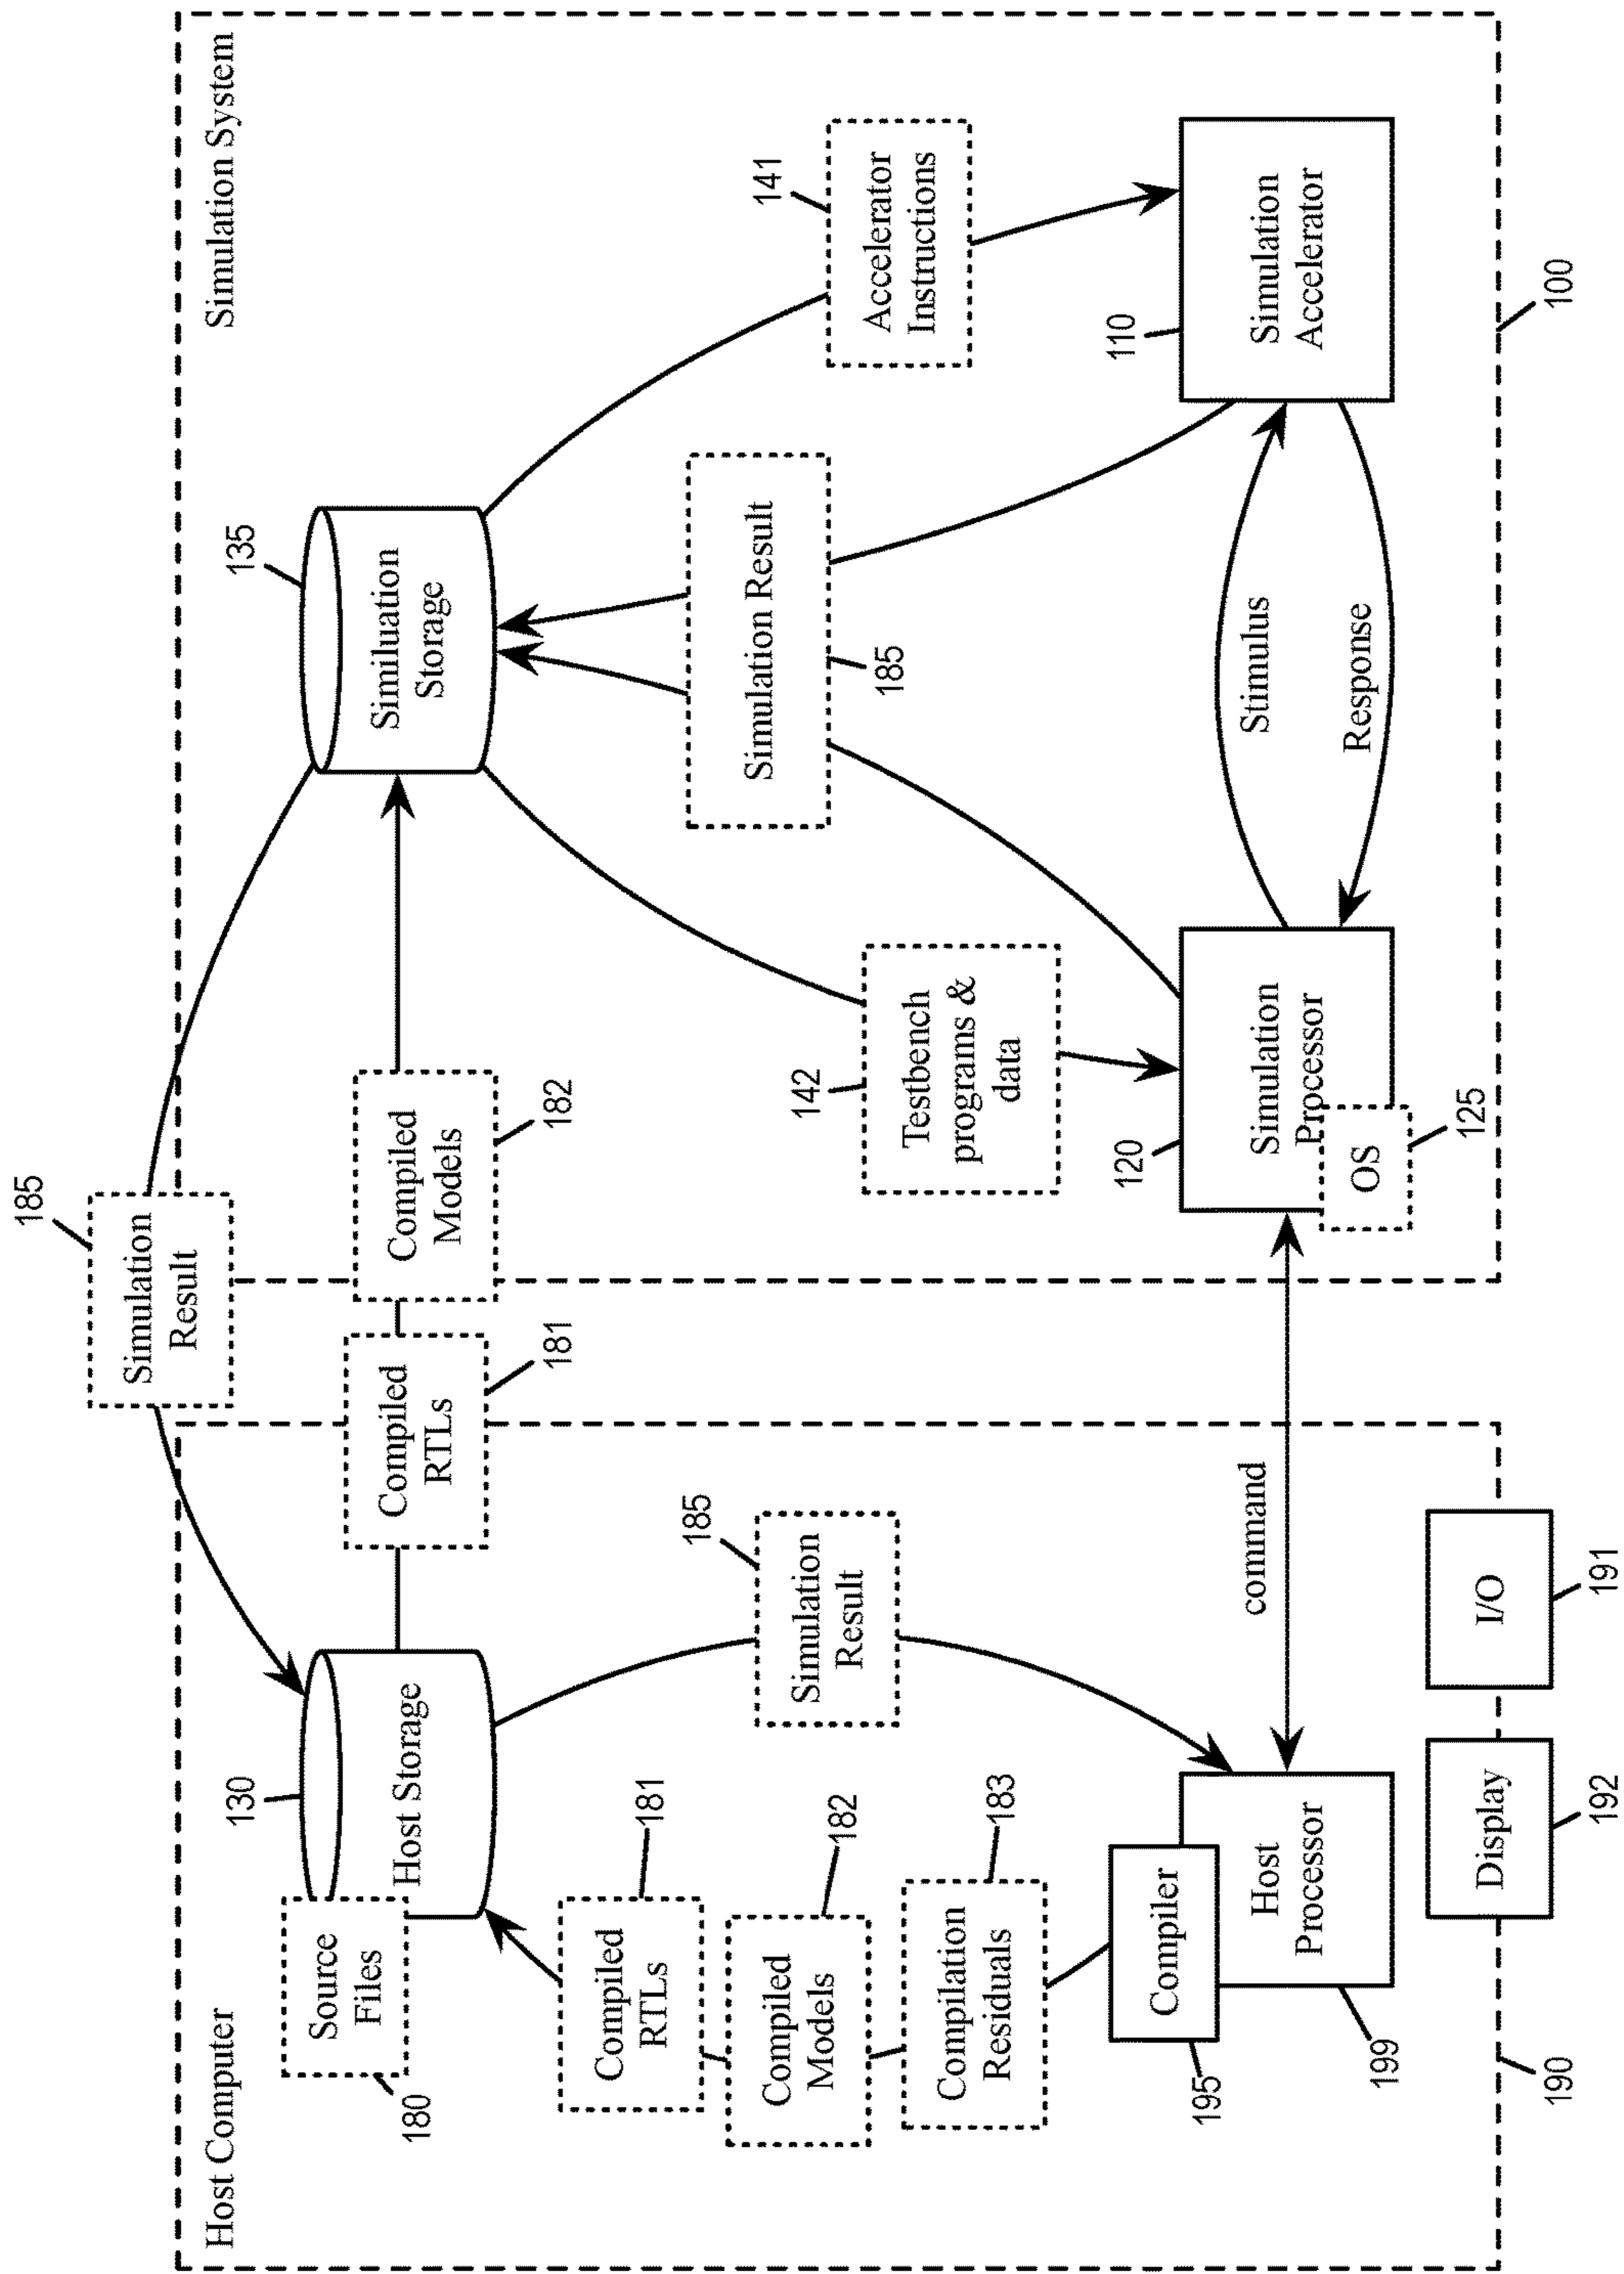 Host Computer
Simulation System
185
Simulation
Result
180
Source
Files
130
Host Storage
Compiled
RTLs
181
Compiled
Models
182
135
Similuation
Storage
Compiled
RTLs
181
Compiled
Models
182
Compilation
Residuals
183
185
Simulation
Result
Simulation Result
185
142
Testbench
programs &
data
141
Accelerator
Instructions
Compiler
195
Host
Processor
199
command
120
Simulation
Processor
OS
125
Stimulus
Response
110
Simulation
Accelerator
190
Display
192
I/O
191
100